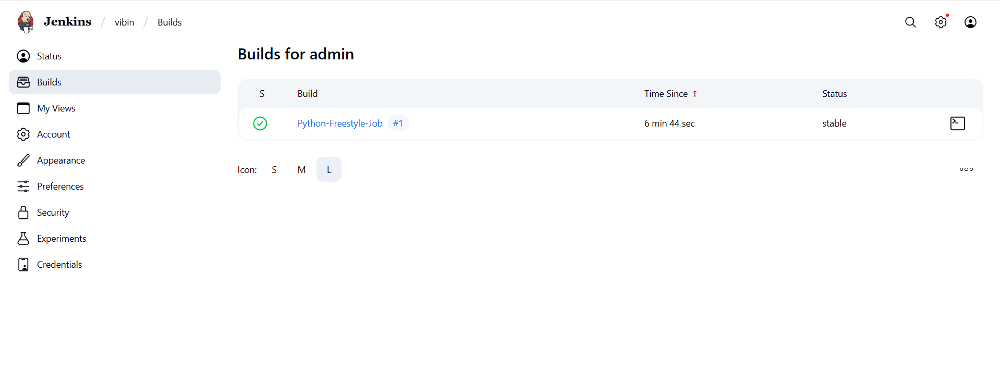 Jenkins / vibin / Builds
Status
Builds
My Views
Account
Appearance
Preferences
Security
Experiments
Credentials
Builds for admin
S Build Time Since ↑ Status
Python-Freestyle-Job #1 6 min 44 sec stable
Icon: S M L